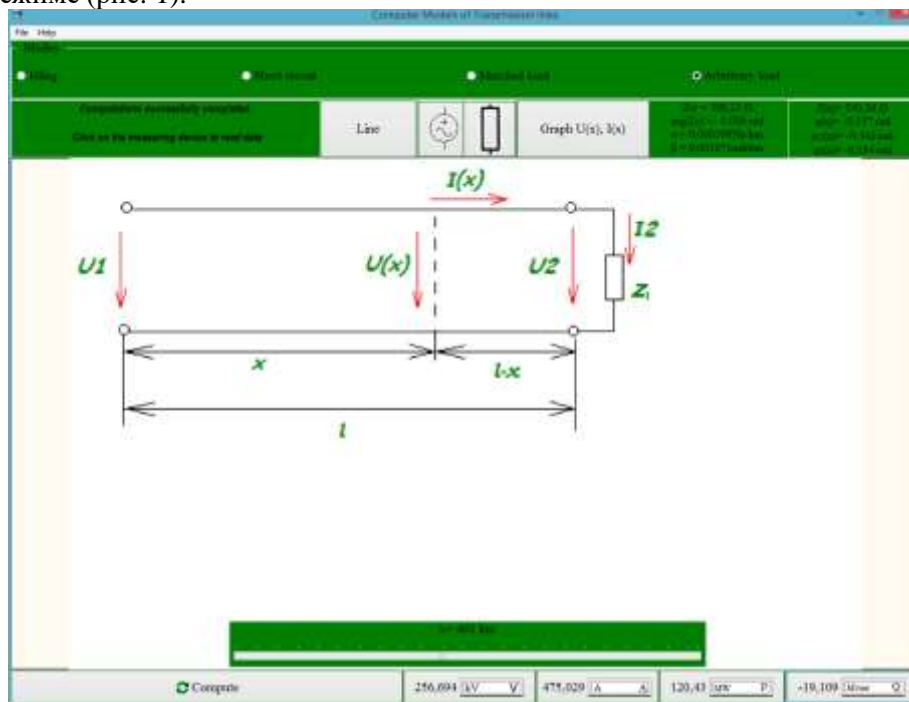 ежиме (рис. 1).
Computer Models of Transmission lines
File Help
Modes
Idling
Short circuit
Matched load
Arbitrary load
Computations successfully completed
Click on the measuring device to read data
Line
Graph U(x), I(x)
I(x)
I2
U1
U(x)
U2
x
l-x
l
Compute
256,694 kV V
475,029 A A
120,43 MW P
-19,109 Mvar Q